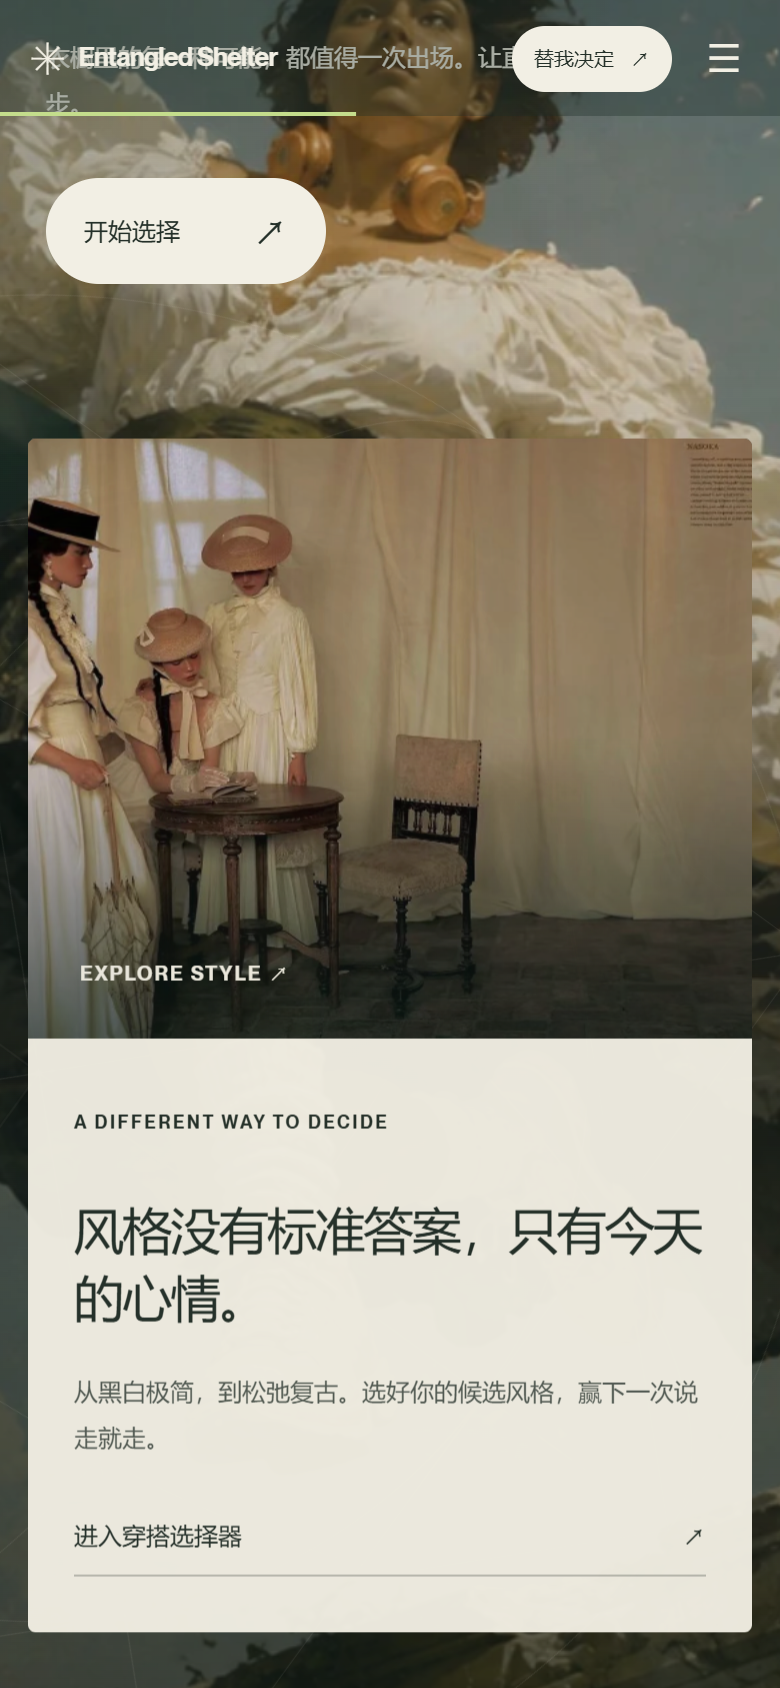 Entangled Shelter
都值得一次出场。让直
步。
替我决定 ↗
开始选择 ↗
NASOKA
EXPLORE STYLE ↗
A DIFFERENT WAY TO DECIDE
风格没有标准答案，只有今天
的心情。
从黑白极简，到松弛复古。选好你的候选风格，赢下一次说
走就走。
进入穿搭选择器 ↗